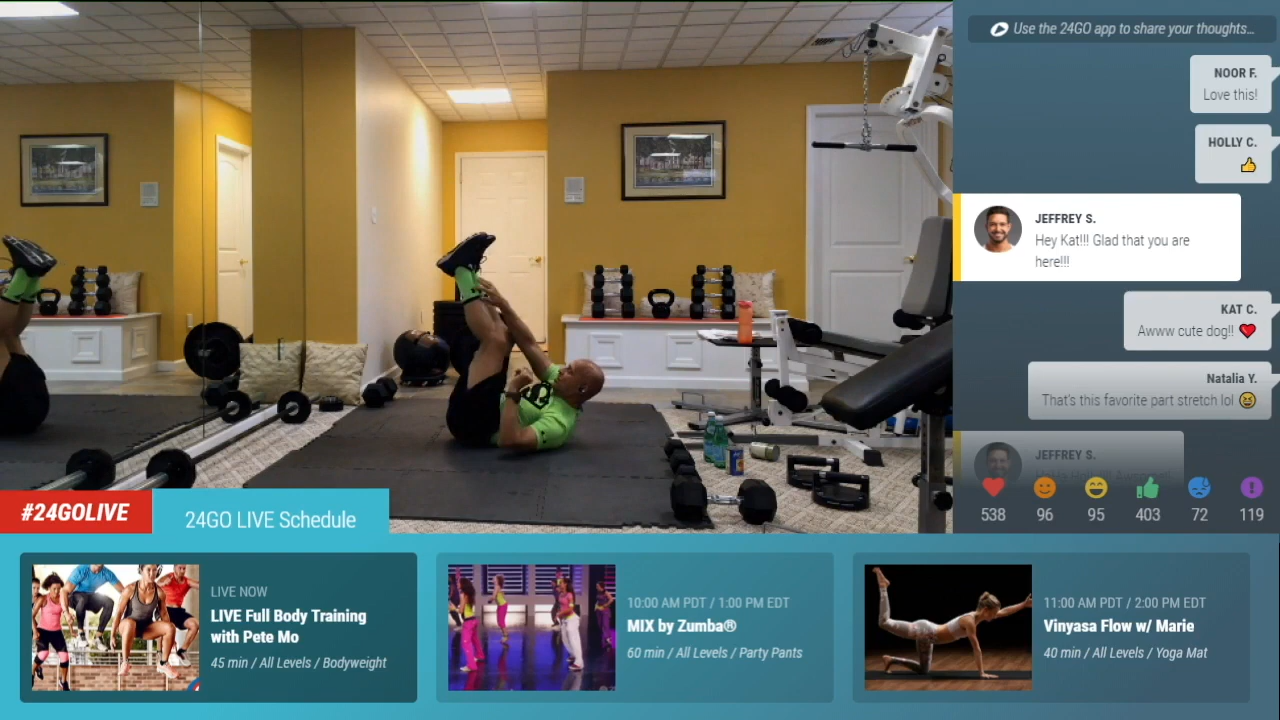 Use the 24GO app to share your thoughts...
NOOR F.
Love this!
HOLLY C.
JEFFREY S.
Hey Kat!!! Glad that you are
here!!!
KAT C.
Awww cute dog!!
Natalia Y.
That's this favorite part stretch lol
JEFFREY S.
538
96
95
403
72
119
#24GOLIVE
24GO LIVE Schedule
LIVE NOW
LIVE Full Body Training
with Pete Mo
45 min / All Levels / Bodyweight
10:00 AM PDT / 1:00 PM EDT
MIX by Zumba®
60 min / All Levels / Party Pants
11:00 AM PDT / 2:00 PM EDT
Vinyasa Flow w/ Marie
40 min / All Levels / Yoga Mat